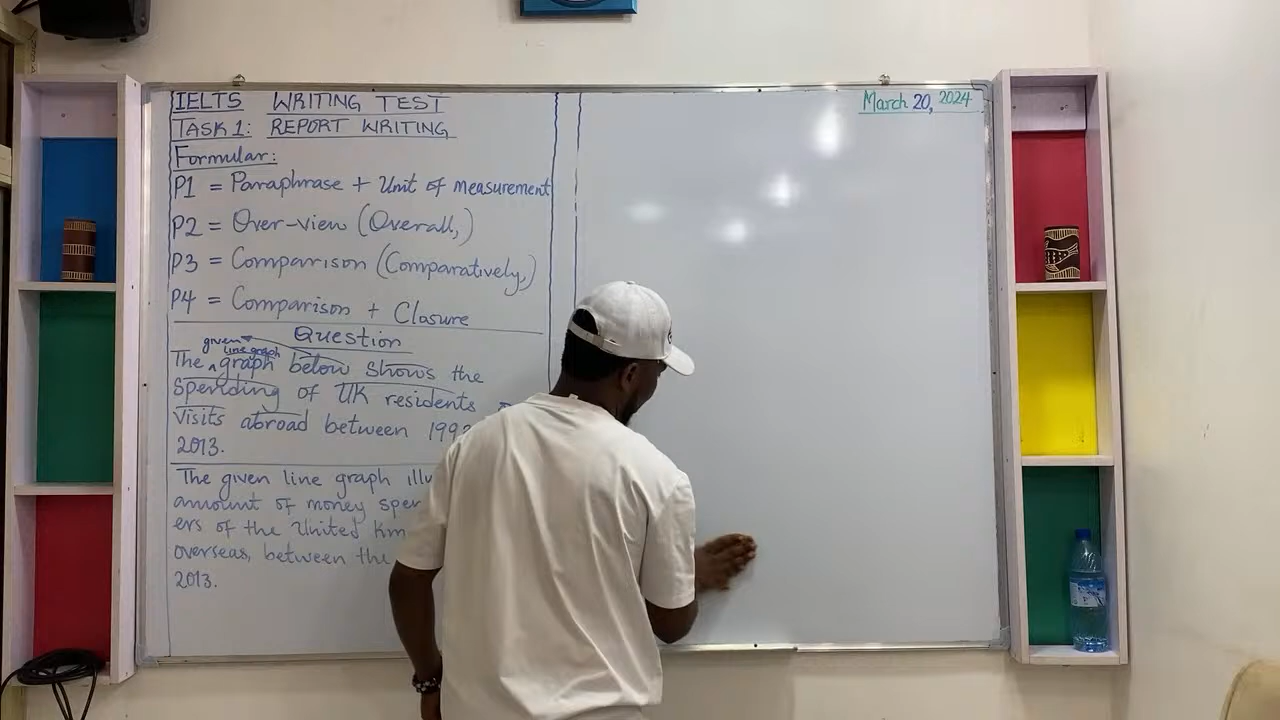 IELTS WRITING TEST
TASK 1: REPORT WRITING
Formular:
P1 = Paraphrase + Unit of measurement
P2 = Over-view (Overall,)
P3 = Comparison (Comparatively,)
P4 = Comparison + Closure
Question
given line graph
The ^ graph below shows the
spending of UK residents
visits abroad between 199
2013.
The given line graph
amount of money
ers of the United
overseas, between the
2013.
March 20, 2024